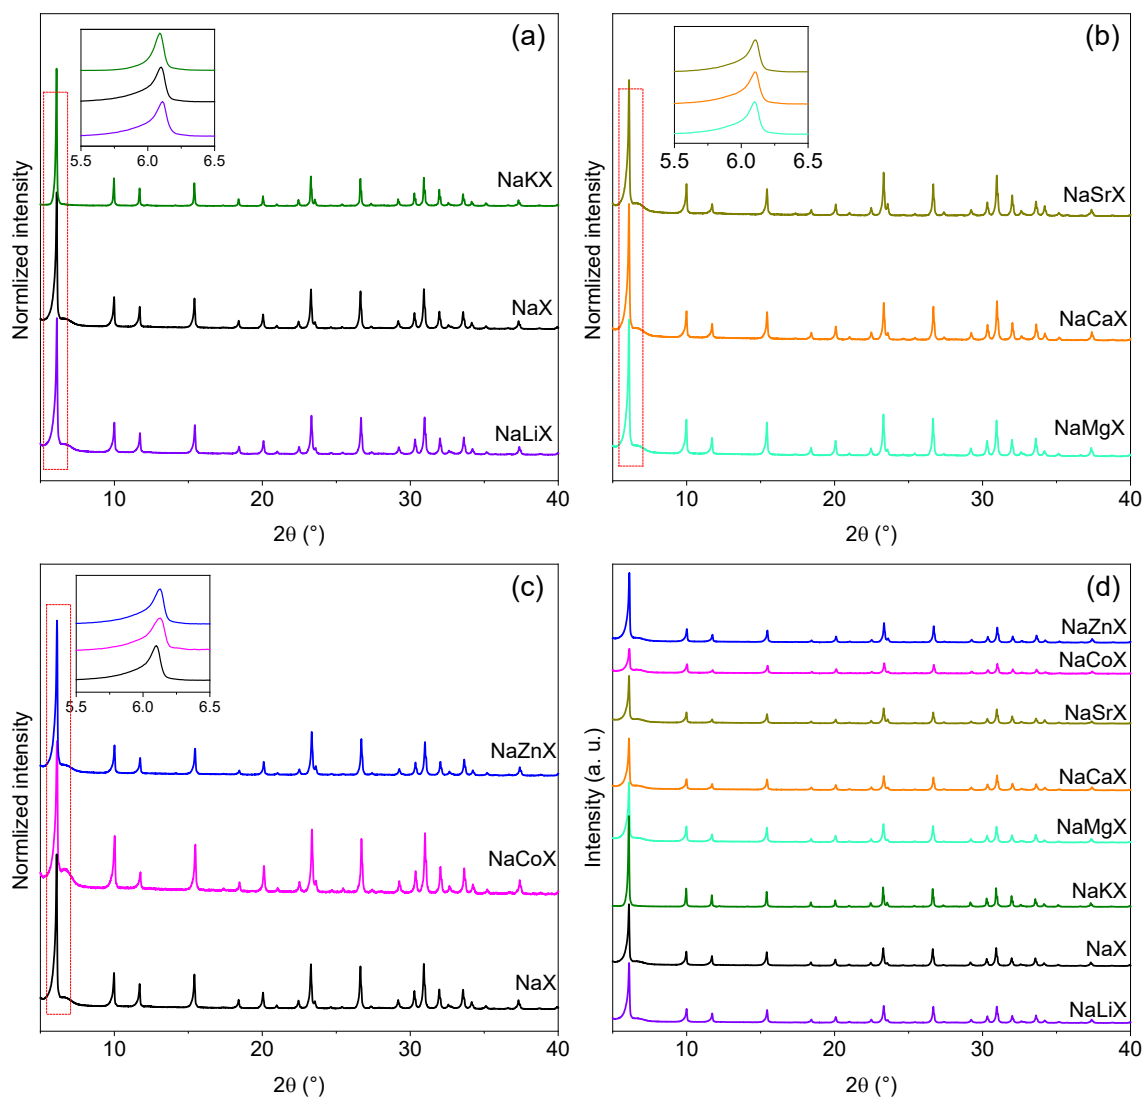 (a)
5.5 6.0 6.5
NaKX
NaX
NaLiX
Normlized intensity
10 20 30 40
2θ (°)
(b)
5.5 6.0 6.5
NaSrX
NaCaX
NaMgX
Normlized intensity
10 20 30 40
2θ (°)
(c)
5.5 6.0 6.5
NaZnX
NaCoX
NaX
Normlized intensity
10 20 30 40
2θ (°)
(d)
NaZnX
NaCoX
NaSrX
NaCaX
NaMgX
NaKX
NaX
NaLiX
Intensity (a. u.)
10 20 30 40
2θ (°)